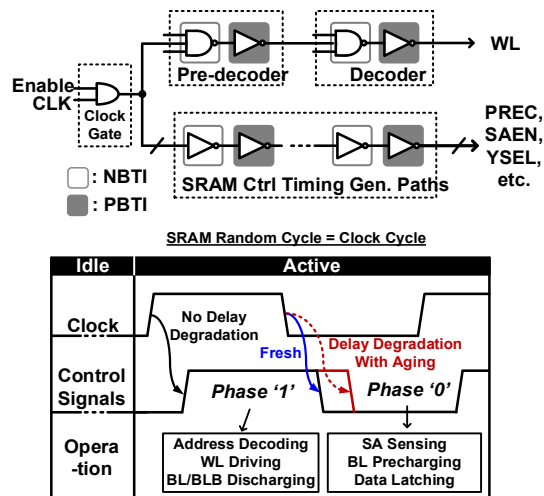 WL
Pre-decoder
Decoder
Enable
CLK
Clock
Gate
PREC,
SAEN,
YSEL,
etc.
: NBTI
: PBTI
SRAM Ctrl Timing Gen. Paths
SRAM Random Cycle = Clock Cycle
Idle
Active
Clock
No Delay
Degradation
Fresh
Delay Degradation
With Aging
Control
Signals
Phase '1'
Phase '0'
Opera
-tion
Address Decoding
WL Driving
BL/BLB Discharging
SA Sensing
BL Precharging
Data Latching